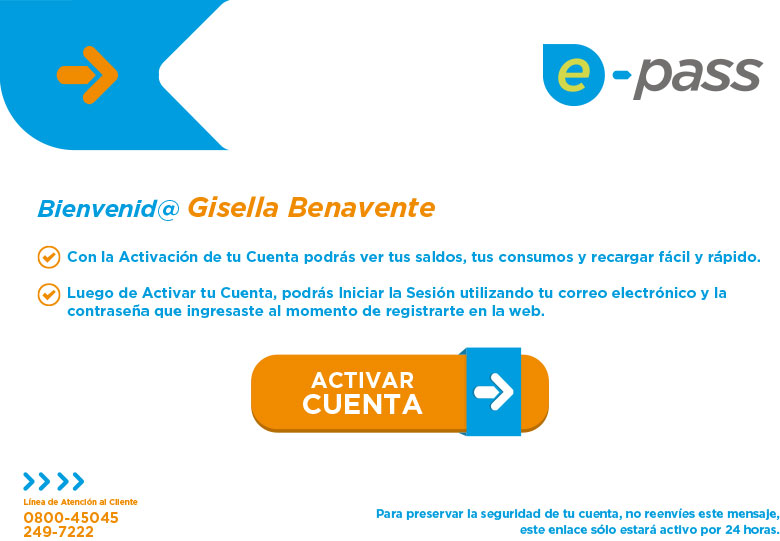 e-pass
Bienvenid@ Gisella Benavente
Con la Activación de tu Cuenta podrás ver tus saldos, tus consumos y recargar fácil y rápido.
Luego de Activar tu Cuenta, podrás Iniciar la Sesión utilizando tu correo electrónico y la
contraseña que ingresaste al momento de registrarte en la web.
ACTIVAR
CUENTA
Línea de Atención al Cliente
0800-45045
249-7222
Para preservar la seguridad de tu cuenta, no reenvíes este mensaje,
este enlace sólo estará activo por 24 horas.